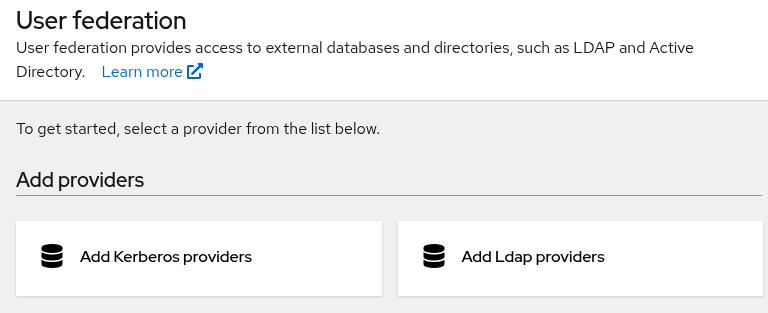 User federation
User federation provides access to external databases and directories, such as LDAP and Active
Directory. Learn more
To get started, select a provider from the list below.
Add providers
Add Kerberos providers
Add Ldap providers